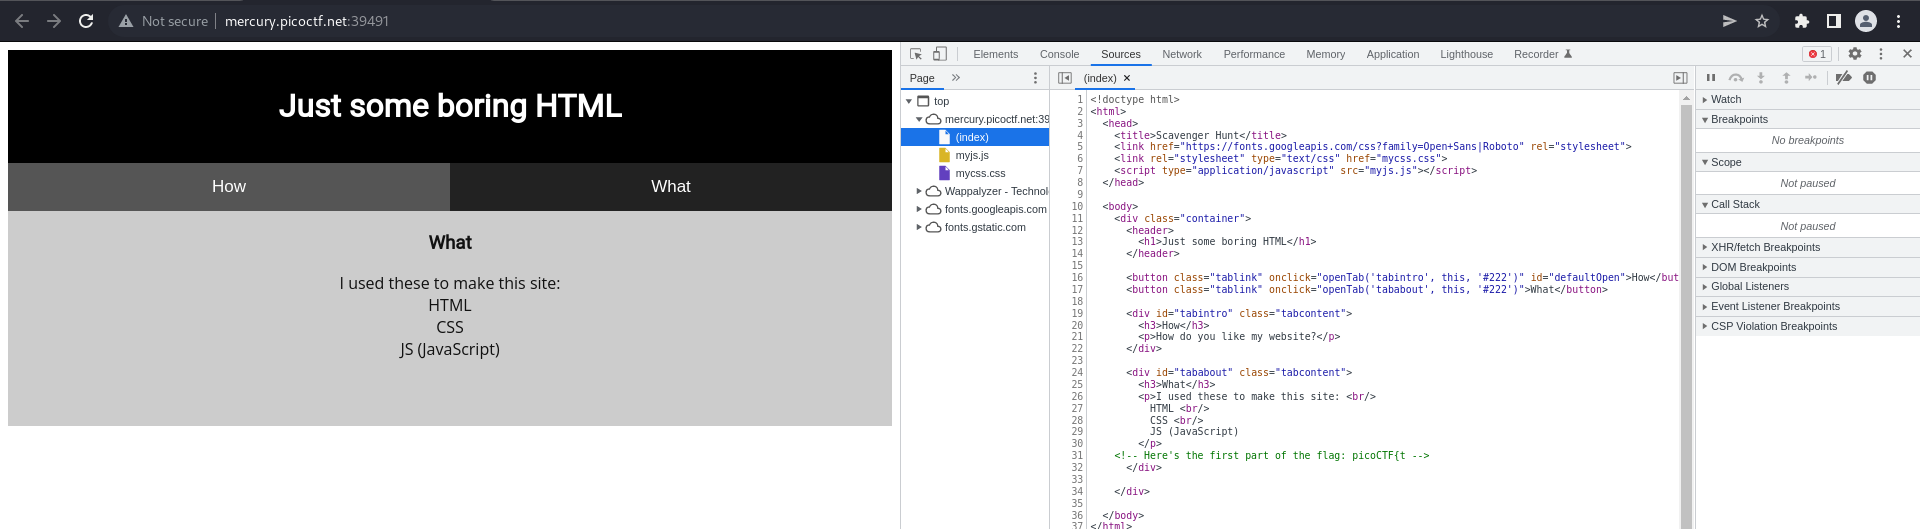 Not secure mercury.picoctf.net:39491
Just some boring HTML
How What
What
I used these to make this site:
HTML
CSS
JS (JavaScript)
Elements Console Sources Network Performance Memory Application Lighthouse Recorder 1
Page (index)
top
mercury.picoctf.net:39
(index)
myjs.js
mycss.css
Wappalyzer - Technol
fonts.googleapis.com
fonts.gstatic.com
1 <!doctype html>
2 <html>
3 <head>
4 <title>Scavenger Hunt</title>
5 <link href="https://fonts.googleapis.com/css?family=Open+Sans|Roboto" rel="stylesheet">
6 <link rel="stylesheet" type="text/css" href="mycss.css">
7 <script type="application/javascript" src="myjs.js"></script>
8 </head>
9
10 <body>
11 <div class="container">
12 <header>
13 <h1>Just some boring HTML</h1>
14 </header>
15
16 <button class="tablink" onclick="openTab('tabintro', this, '#222')" id="defaultOpen">How</but
17 <button class="tablink" onclick="openTab('tababout', this, '#222')">What</button>
18
19 <div id="tabintro" class="tabcontent">
20 <h3>How</h3>
21 <p>How do you like my website?</p>
22 </div>
23
24 <div id="tababout" class="tabcontent">
25 <h3>What</h3>
26 <p>I used these to make this site: <br/>
27 HTML <br/>
28 CSS <br/>
29 JS (JavaScript)
30 </p>
31 <!-- Here's the first part of the flag: picoCTF{t -->
32 </div>
33
34 </div>
35
36 </body>
37 </html>
Watch
Breakpoints
No breakpoints
Scope
Not paused
Call Stack
Not paused
XHR/fetch Breakpoints
DOM Breakpoints
Global Listeners
Event Listener Breakpoints
CSP Violation Breakpoints